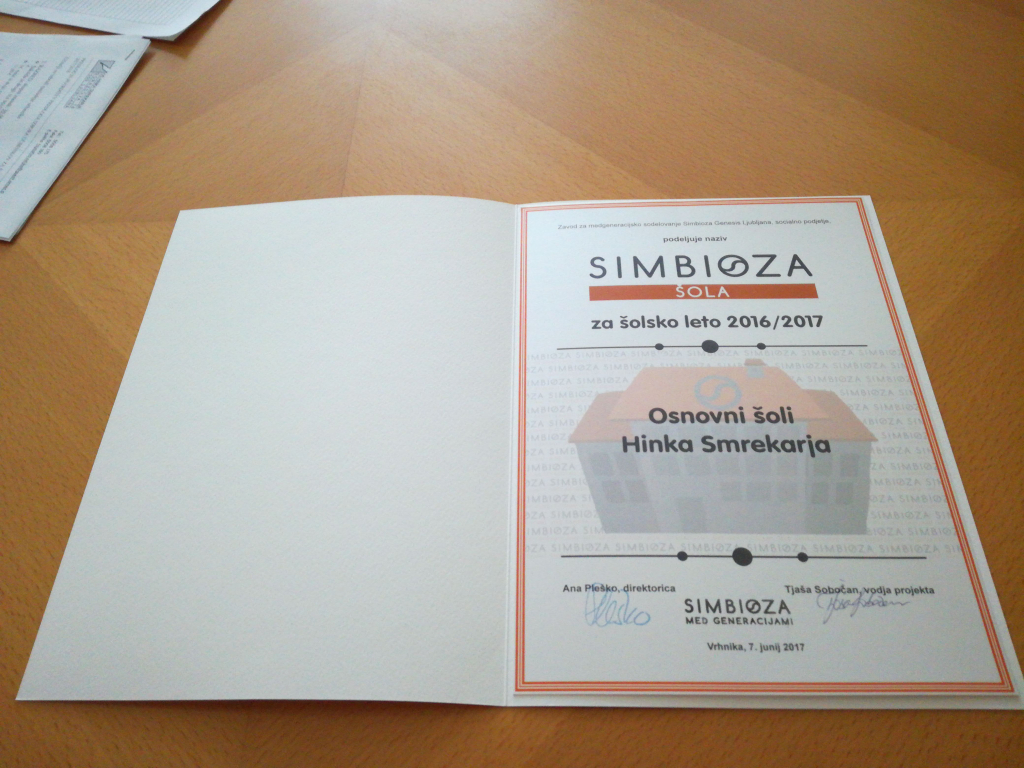 Zavod za medgeneracijsko sodelovanje Simbioza Genesis Ljubljana, socialno podjetje,
podeljuje naziv
SIMBIOZA
ŠOLA
za šolsko leto 2016/2017
Osnovni šoli
Hinka Smrekarja
Ana Pleško, direktorica
Tjaša Sobočan, vodja projekta
SIMBIOZA
MED GENERACIJAMI
Vrhnika, 7. junij 2017